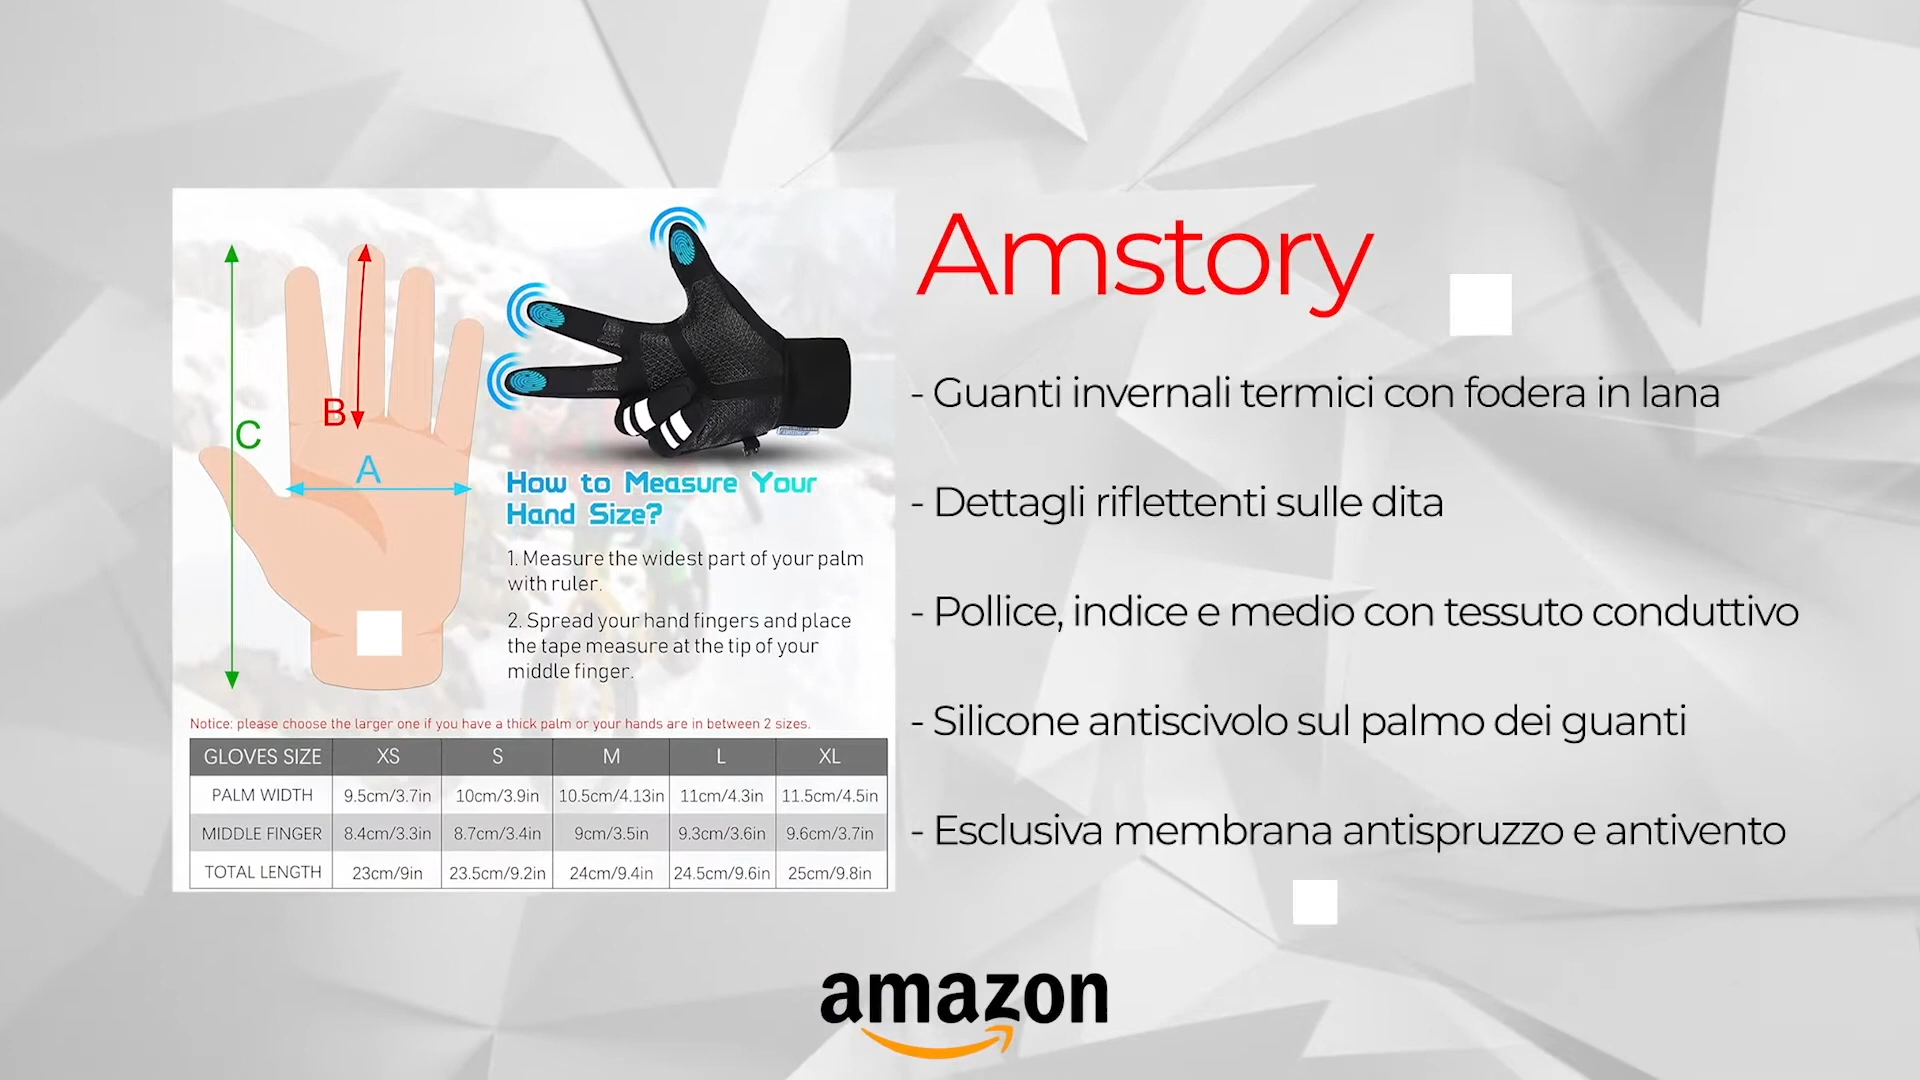 C
B
A
How to Measure Your
Hand Size?
1. Measure the widest part of your palm
with ruler.
2. Spread your hand fingers and place
the tape measure at the tip of your
middle finger.
Notice: please choose the larger one if you have a thick palm or your hands are in between 2 sizes.
GLOVES SIZE XS S M L XL
PALM WIDTH 9.5cm/3.7in 10cm/3.9in 10.5cm/4.13in 11cm/4.3in 11.5cm/4.5in
MIDDLE FINGER 8.4cm/3.3in 8.7cm/3.4in 9cm/3.5in 9.3cm/3.6in 9.6cm/3.7in
TOTAL LENGTH 23cm/9in 23.5cm/9.2in 24cm/9.4in 24.5cm/9.6in 25cm/9.8in
Amstory
- Guanti invernali termici con fodera in lana
- Dettagli riflettenti sulle dita
- Pollice, indice e medio con tessuto conduttivo
- Silicone antiscivolo sul palmo dei guanti
- Esclusiva membrana antispruzzo e antivento
amazon